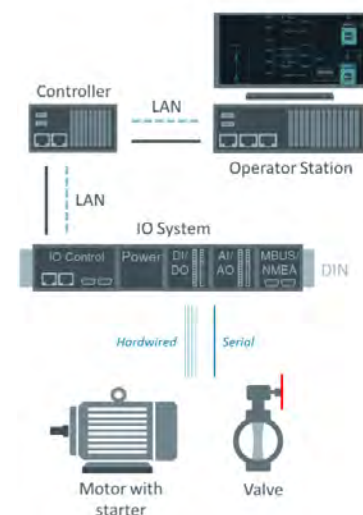 Controller
LAN
Operator Station
LAN
IO System
IO Control
Power
DI/
DO
AI/
AO
MBUS/
NMEA
DIN
Hardwired
Serial
Motor with
starter
Valve